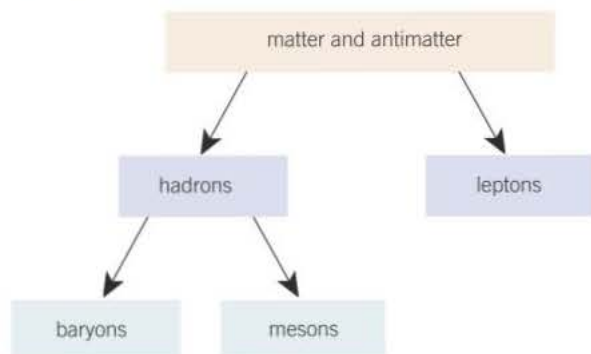 matter and antimatter
hadrons
leptons
baryons
mesons